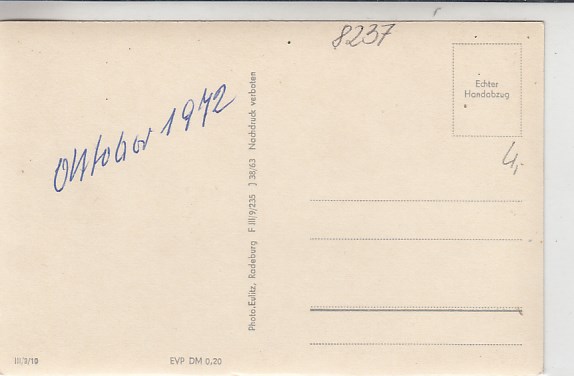 8237
Echter
Handabzug
4,-
Oktober 1972
Photo.Eulitz, Radeburg F III/9/235 J 38/63 Nachdruck verboten
III/3/10
EVP DM 0,20